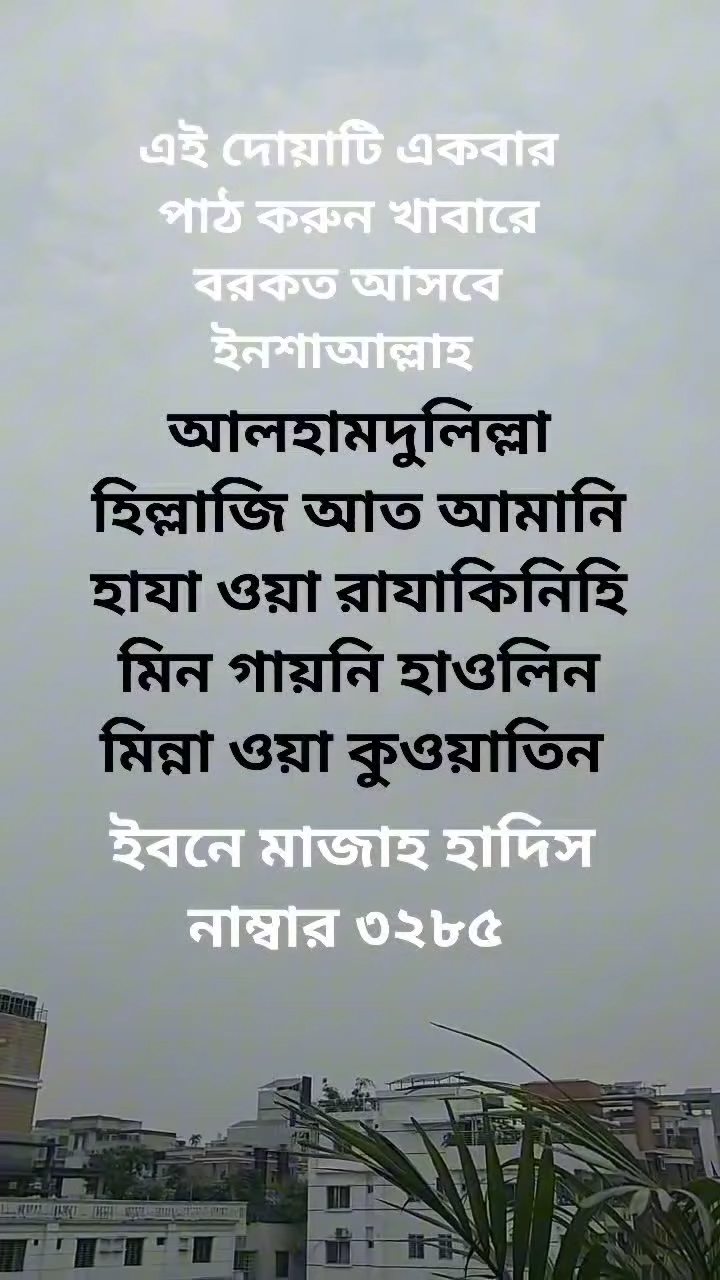 এই দোয়াটি একবার
পাঠ করুন খাবারে
বরকত আসবে
ইনশাআল্লাহ
আলহামদুলিল্লা
হিল্লাজি আত আমানি
হাযা ওয়া রাযাকিনিহি
মিন গায়নি হাওলিন
মিন্না ওয়া কুওয়াতিন
ইবনে মাজাহ হাদিস
নাম্বার ৩২৮৫